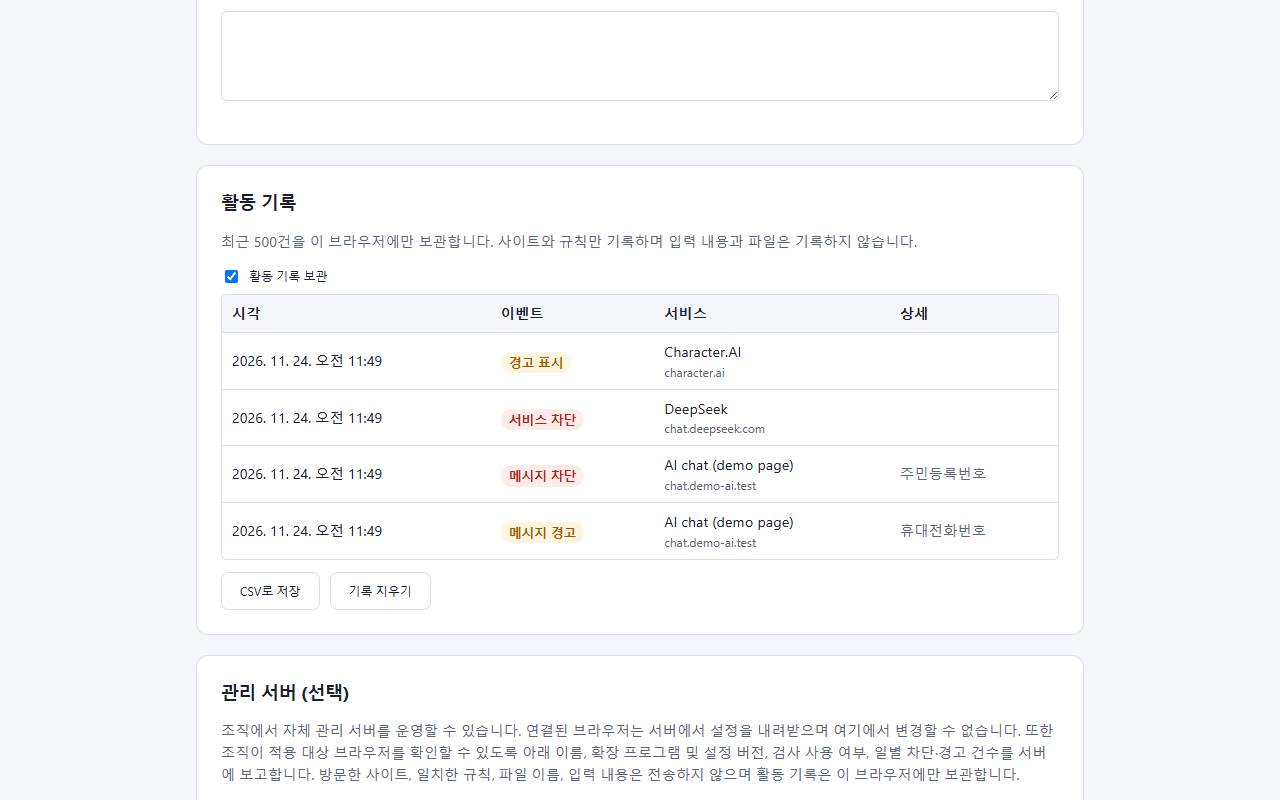 활동 기록
최근 500건을 이 브라우저에만 보관합니다. 사이트와 규칙만 기록하며 입력 내용과 파일은 기록하지 않습니다.
활동 기록 보관
시각 이벤트 서비스 상세
2026. 11. 24. 오전 11:49 경고 표시 Character.AI
character.ai
2026. 11. 24. 오전 11:49 서비스 차단 DeepSeek
chat.deepseek.com
2026. 11. 24. 오전 11:49 메시지 차단 AI chat (demo page) 주민등록번호
chat.demo-ai.test
2026. 11. 24. 오전 11:49 메시지 경고 AI chat (demo page) 휴대전화번호
chat.demo-ai.test
CSV로 저장 기록 지우기
관리 서버 (선택)
조직에서 자체 관리 서버를 운영할 수 있습니다. 연결된 브라우저는 서버에서 설정을 내려받으며 여기에서 변경할 수 없습니다. 또한
조직이 적용 대상 브라우저를 확인할 수 있도록 아래 이름, 확장 프로그램 및 설정 버전, 검사 사용 여부, 일별 차단·경고 건수를 서버
에 보고합니다. 방문한 사이트, 일치한 규칙, 파일 이름, 입력 내용은 전송하지 않으며 활동 기록은 이 브라우저에만 보관합니다.